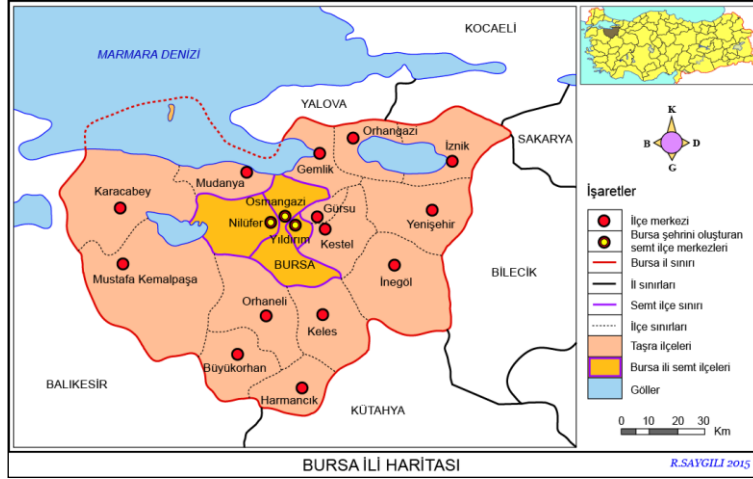 KOCAELİ
MARMARA DENİZİ
YALOVA
SAKARYA
Orhangazi
İznik
Gemlik
Mudanya
Karacabey
Osmangazi
Nilüfer
Gürsu
Yıldırım
Kestel
Yenişehir
BURSA
Mustafa Kemalpaşa
İnegöl
BİLECİK
Orhaneli
Keles
Büyükorhan
Harmancık
BALIKESİR
KÜTAHYA
K
B
D
G
İşaretler
İlçe merkezi
Bursa şehrini oluşturan
semt ilçe merkezleri
Bursa il sınırı
İl sınırları
Semt ilçe sınırı
İlçe sınırları
Taşra ilçeleri
Bursa ili semt ilçeleri
Göller
0 10 20 30
Km
BURSA İLİ HARİTASI
R.SAYGILI 2015